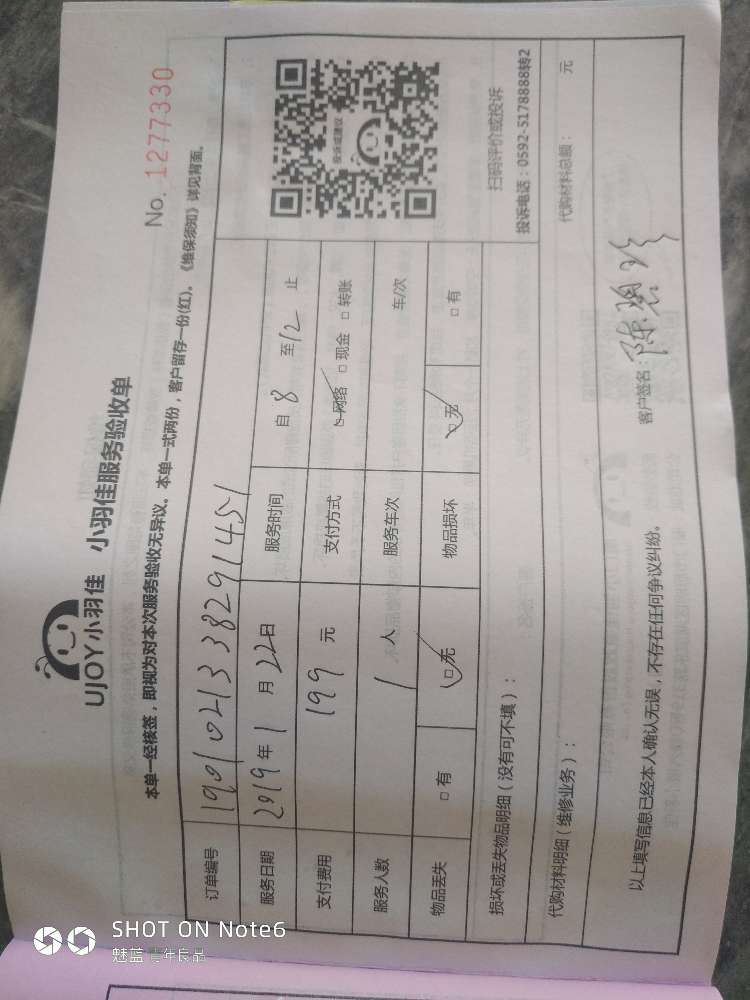 UJOY小羽佳 小羽佳服务验收单
No. 1277330
本单一经核签，即视为对本次服务验收无异议。本单一式两份，客户留存一份(红)。《维保须知》详见背面。
订单编号 1901021338291451
服务日期 2019年1月22日 服务时间 自8至12止
支付费用 199元 支付方式 □网络 □现金 □转账
服务人数 1人 服务车次 车/次
物品丢失 □有 □无 物品损坏 □无 □有
投诉或建议
扫码评价或投诉
投诉电话：0592-5178888转2
损坏或丢失物品明细（没有可不填）：
代购材料明细（维修业务）： 代购材料总额： 元
以上填写信息已经本人确认无误，不存在任何争议纠纷。 客户签名：陈碧珍
SHOT ON Note6
魅蓝 青年良品